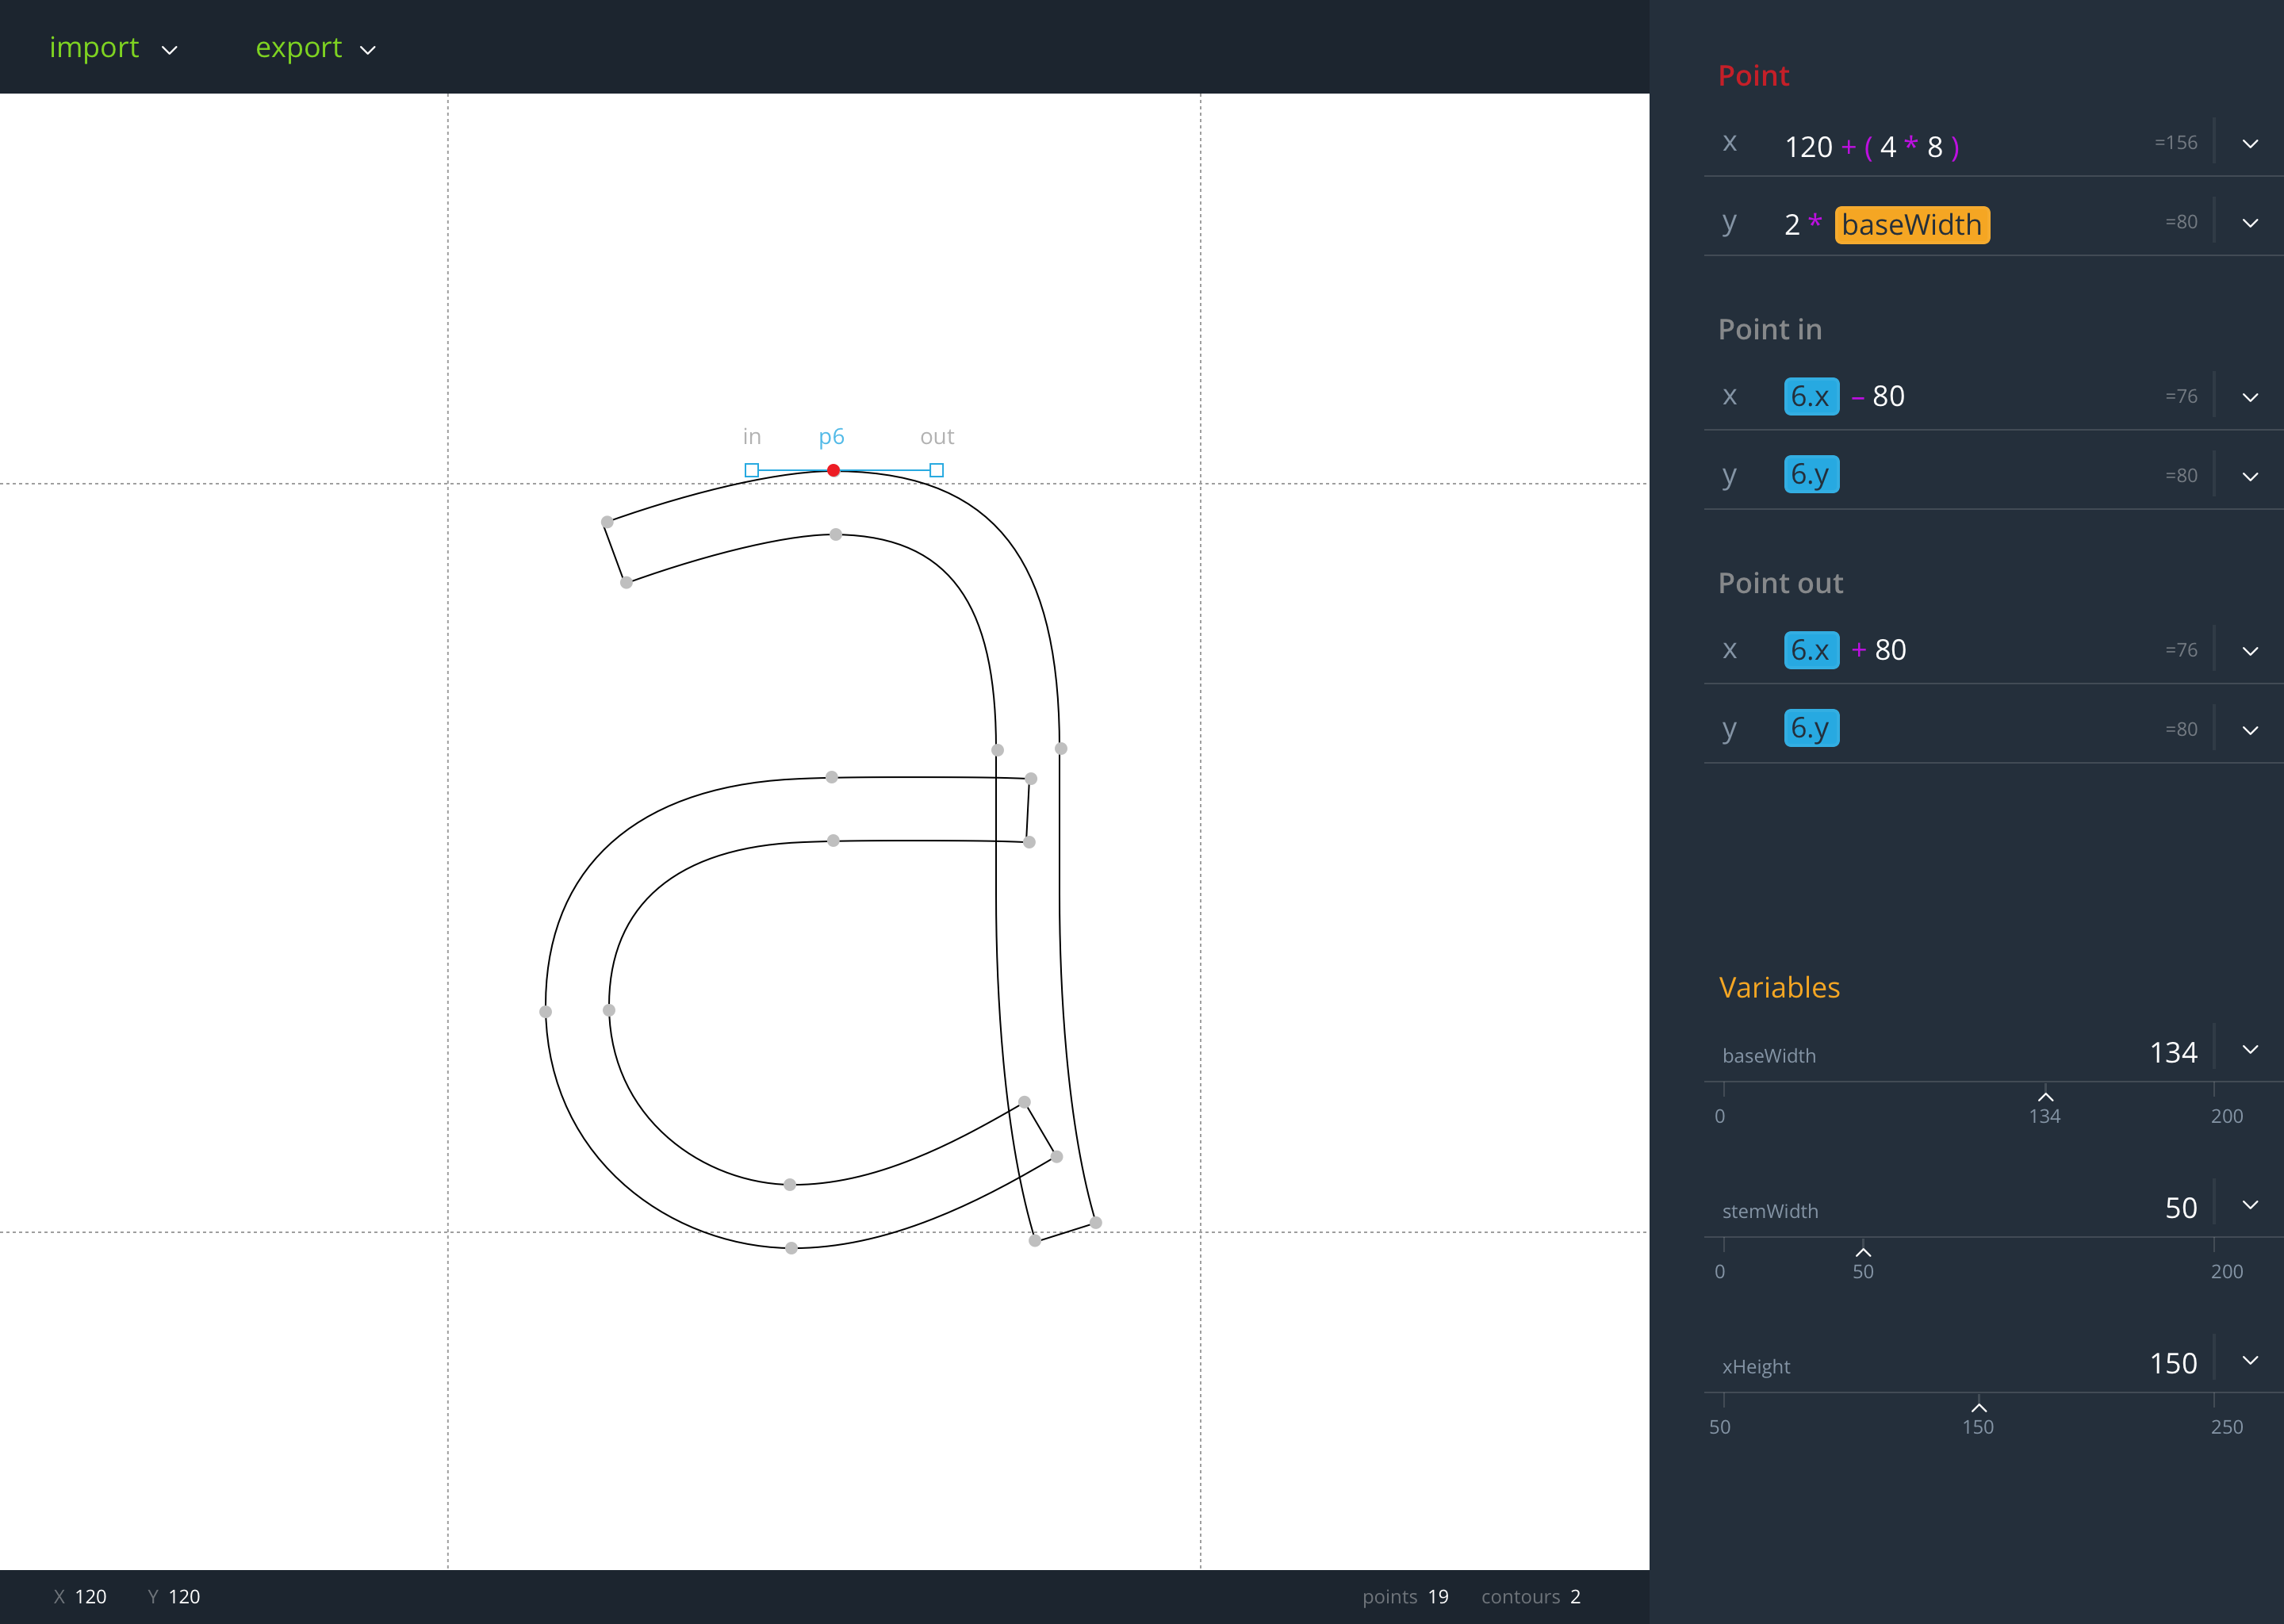 import export
in p6 out
X 120 Y 120 points 19 contours 2
Point
x 120 + ( 4 * 8 ) =156
y 2 * baseWidth =80
Point in
x 6.x – 80 =76
y 6.y =80
Point out
x 6.x + 80 =76
y 6.y =80
Variables
baseWidth 134
0 134 200
stemWidth 50
0 50 200
xHeight 150
50 150 250